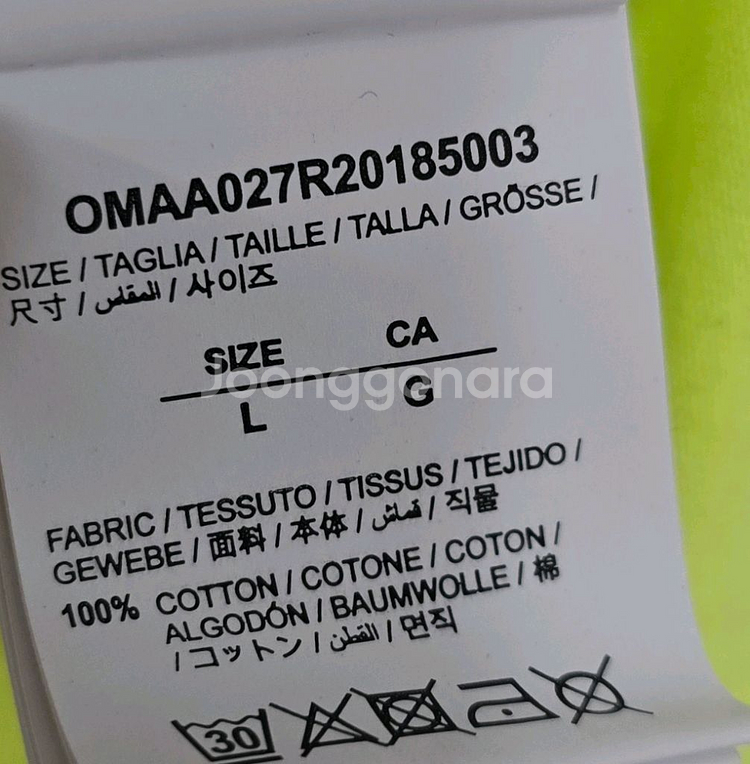 OMAA027R20185003
SIZE / TAGLIA / TAILLE / TALLA / GRÖSSE /
尺寸 / المقاس / 사이즈
SIZE CA
L G
Joonggonara
FABRIC / TESSUTO / TISSUS / TEJIDO /
GEWEBE / 面料 / 本体 / قماش / 직물
100% COTTON / COTONE / COTON /
ALGODÓN / BAUMWOLLE / 棉
/ コットン / القطن / 면직
30